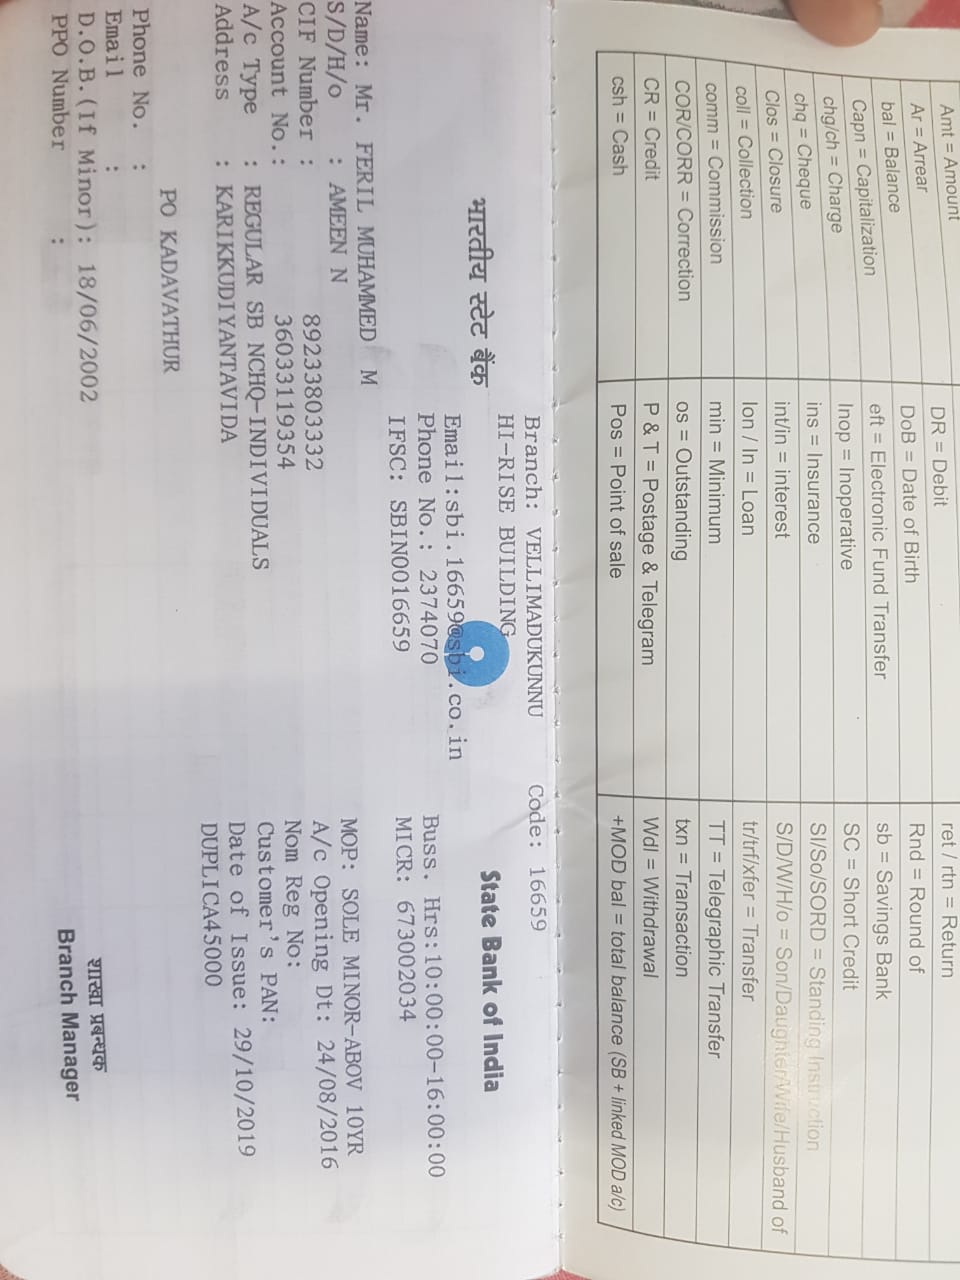 Amt = Amount
Ar = Arrear
bal = Balance
Capn = Capitalization
chg/ch = Charge
chq = Cheque
Clos = Closure
coll = Collection
comm = Commission
COR/CORR = Correction
CR = Credit
csh = Cash
DR = Debit
DoB = Date of Birth
eft = Electronic Fund Transfer
Inop = Inoperative
ins = Insurance
int/in = interest
lon / ln = Loan
min = Minimum
os = Outstanding
P & T = Postage & Telegram
Pos = Point of sale
ret / rtn = Return
Rnd = Round of
sb = Savings Bank
SC = Short Credit
SI/So/SORD = Standing Instruction
S/D/W/H/o = Son/Daughter/Wife/Husband of
tr/trf/xfer = Transfer
TT = Telegraphic Transfer
txn = Transaction
Wdl = Withdrawal
+MOD bal = total balance (SB + linked MOD a/c)
Branch: VELLIMADUKUNNU Code: 16659
HI-RISE BUILDING
भारतीय स्टेट बैंक State Bank of India
Email:sbi.16659@sbi.co.in
Phone No.: 2374070 Buss. Hrs:10:00:00-16:00:00
IFSC: SBIN0016659 MICR: 673002034
Name: Mr. FERIL MUHAMMED M
S/D/H/o : AMEEN N MOP: SOLE MINOR-ABOV 10YR
CIF Number : 89233803332 A/c Opening Dt: 24/08/2016
Account No.: 36033119354 Nom Reg No:
A/c Type : REGULAR SB NCHQ-INDIVIDUALS Customer's PAN:
Address : KARIKKUDIYANTAVIDA Date of Issue: 29/10/2019
DUPLICA45000
PO KADAVATHUR
Phone No. :
Email :
D.O.B.(If Minor): 18/06/2002
PPO Number :
शाखा प्रबन्धक
Branch Manager